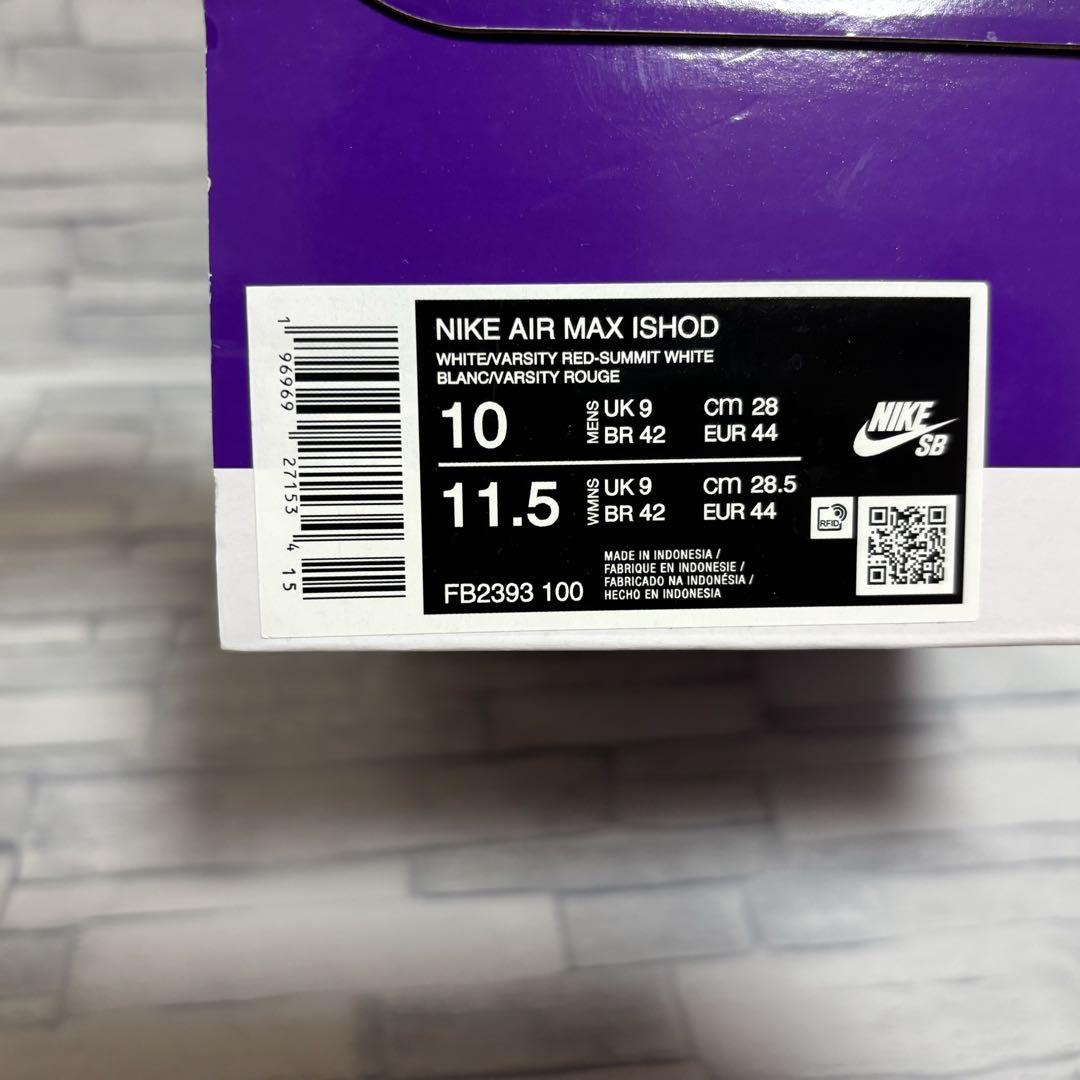 NIKE AIR MAX ISHOD
WHITE/VARSITY RED-SUMMIT WHITE
BLANC/VARSITY ROUGE
10 MENS UK 9 cm 28
BR 42 EUR 44
11.5 WMNS UK 9 cm 28.5
BR 42 EUR 44
NIKE
SB
RFID
MADE IN INDONESIA /
FABRIQUE EN INDONESIE /
FABRICADO NA INDONÉSIA /
HECHO EN INDONESIA
FB2393 100
1 96969 27153 4 15